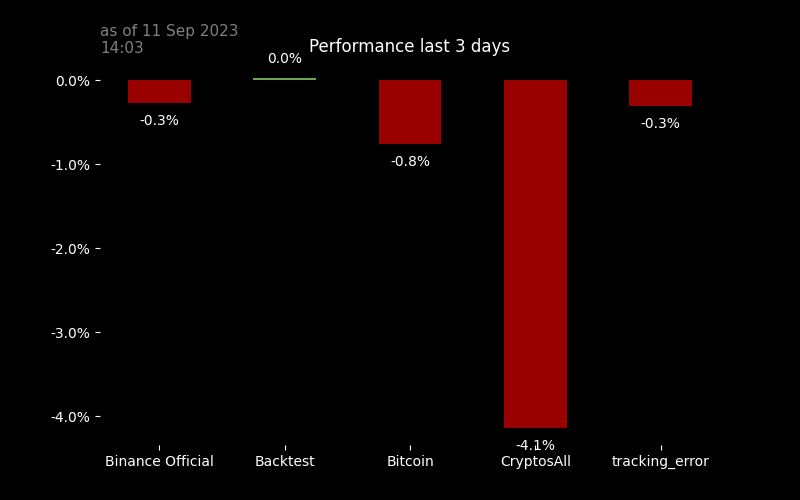 as of 11 Sep 2023
14:03
Performance last 3 days
0.0%
0.0%
-0.3%
-0.8%
-0.3%
-1.0%
-2.0%
-3.0%
-4.0%
-4.1%
Binance Official
Backtest
Bitcoin
CryptosAll
tracking_error